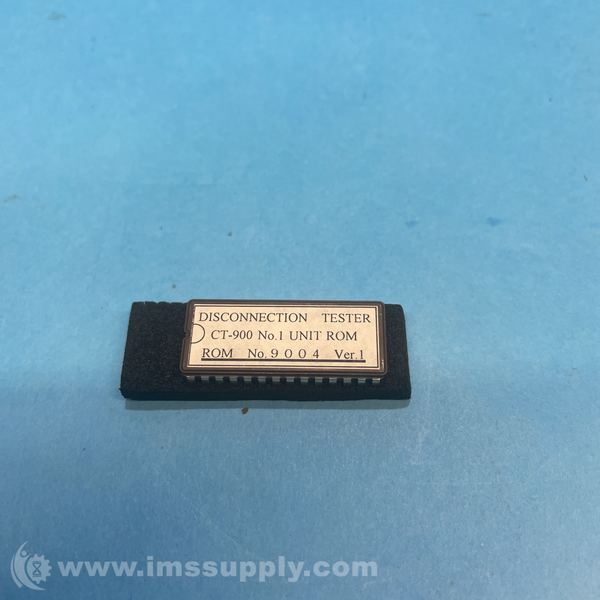 DISCONNECTION TESTER
CT-900 No.1 UNIT ROM
ROM No.9004 Ver.1
www.imssupply.com